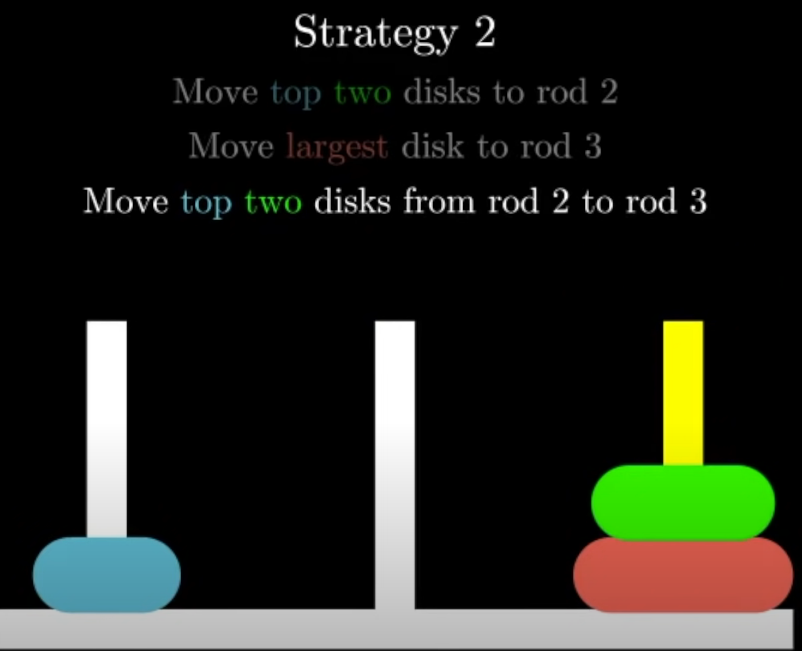 Strategy 2
Move top two disks to rod 2
Move largest disk to rod 3
Move top two disks from rod 2 to rod 3